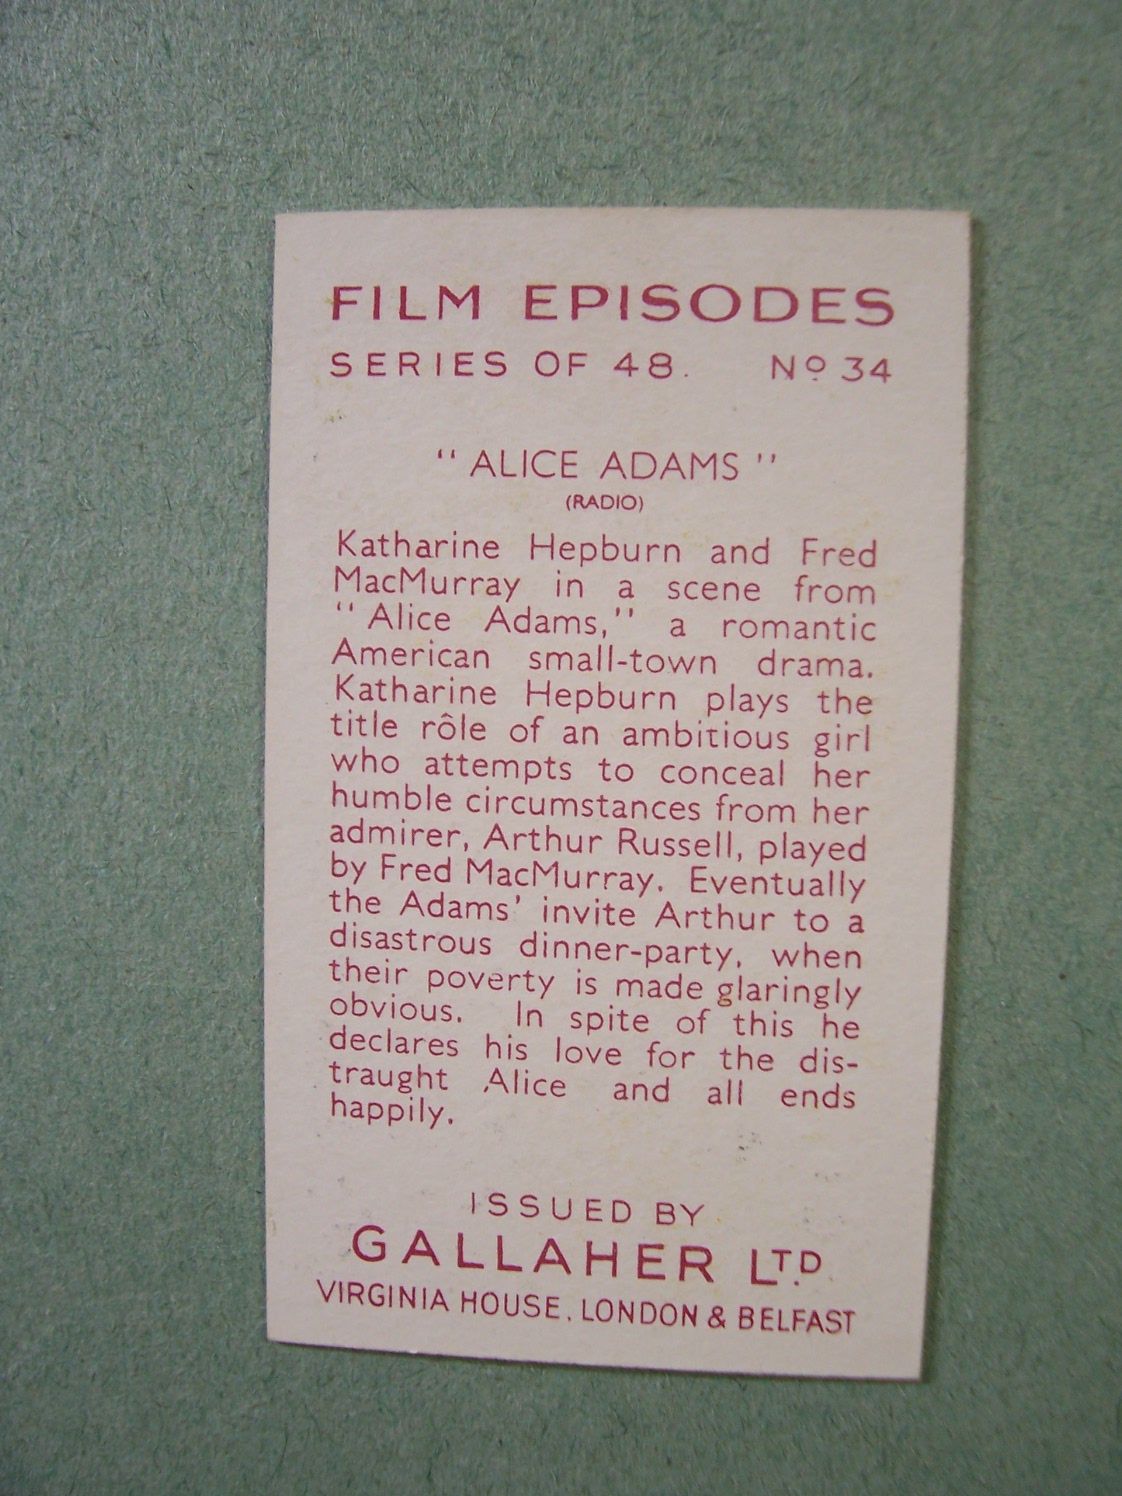 FILM EPISODES
SERIES OF 48. Nº 34
"ALICE ADAMS"
(RADIO)
Katharine Hepburn and Fred
MacMurray in a scene from
"Alice Adams," a romantic
American small-town drama.
Katharine Hepburn plays the
title rôle of an ambitious girl
who attempts to conceal her
humble circumstances from her
admirer, Arthur Russell, played
by Fred MacMurray. Eventually
the Adams' invite Arthur to a
disastrous dinner-party, when
their poverty is made glaringly
obvious. In spite of this he
declares his love for the dis-
traught Alice and all ends
happily.
ISSUED BY
GALLAHER LTD.
VIRGINIA HOUSE, LONDON & BELFAST